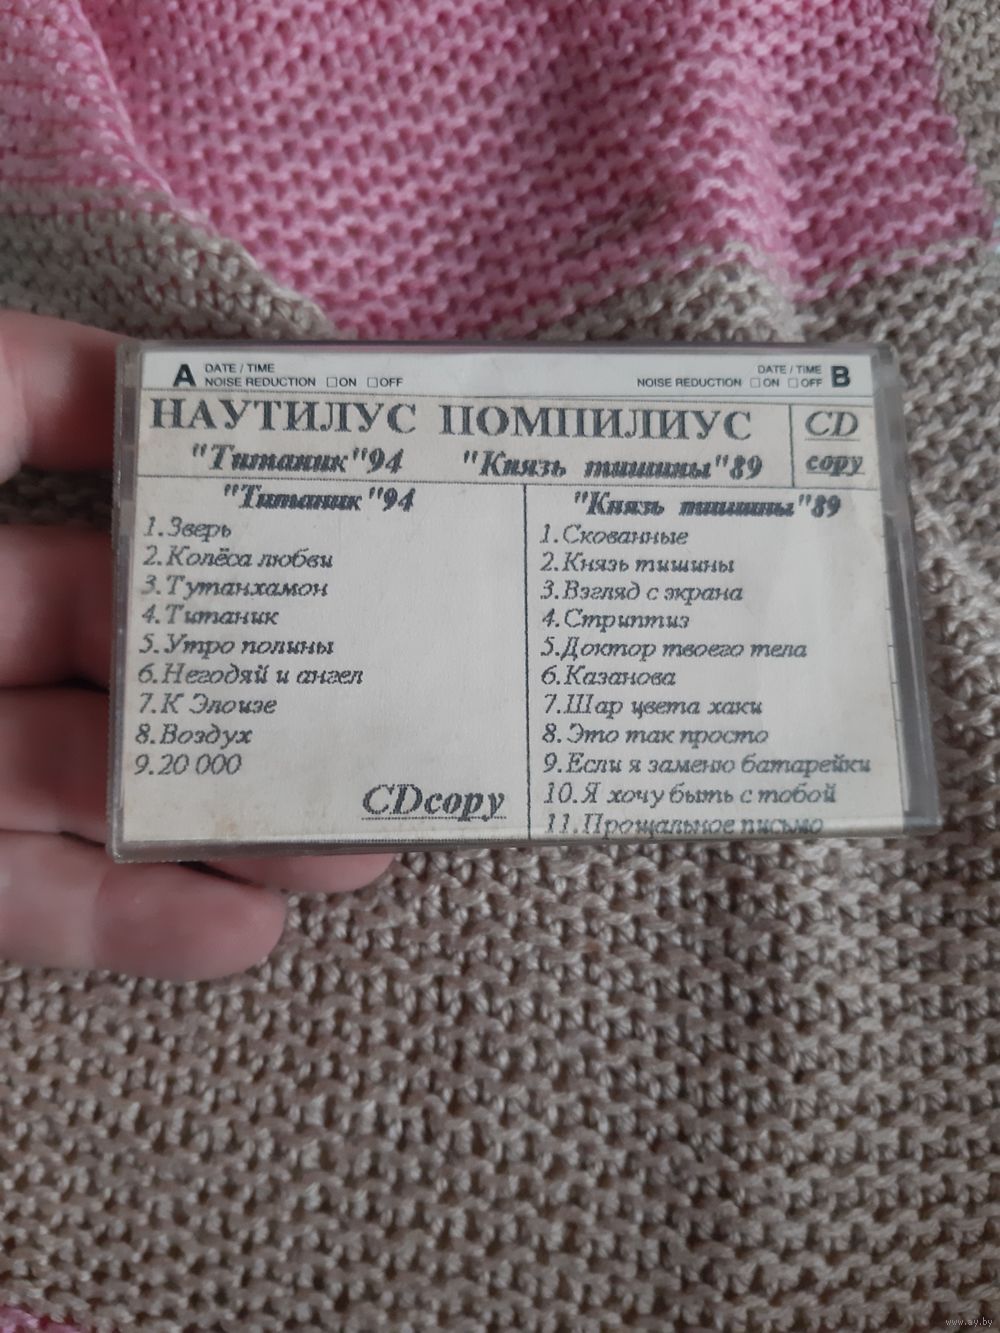 A DATE / TIME DATE / TIME B
NOISE REDUCTION ☐ON ☐OFF NOISE REDUCTION ☐ON ☐OFF
НАУТИЛУС ПОМПИЛИУС CD
"Титаник"94 "Князь тишины"89 copy
"Титаник"94
1.Зверь
2.Колёса любви
3.Тутанхамон
4.Титаник
5.Утро полины
6.Негодяй и ангел
7.К Элоизе
8.Воздух
9.20 000
CDcopy
"Князь тишины"89
1.Скованные
2.Князь тишины
3.Взгляд с экрана
4.Стриптиз
5.Доктор твоего тела
6.Казанова
7.Шар цвета хаки
8.Это так просто
9.Если я заменю батарейки
10.Я хочу быть с тобой
11.Прощальное письмо
www.ay.by